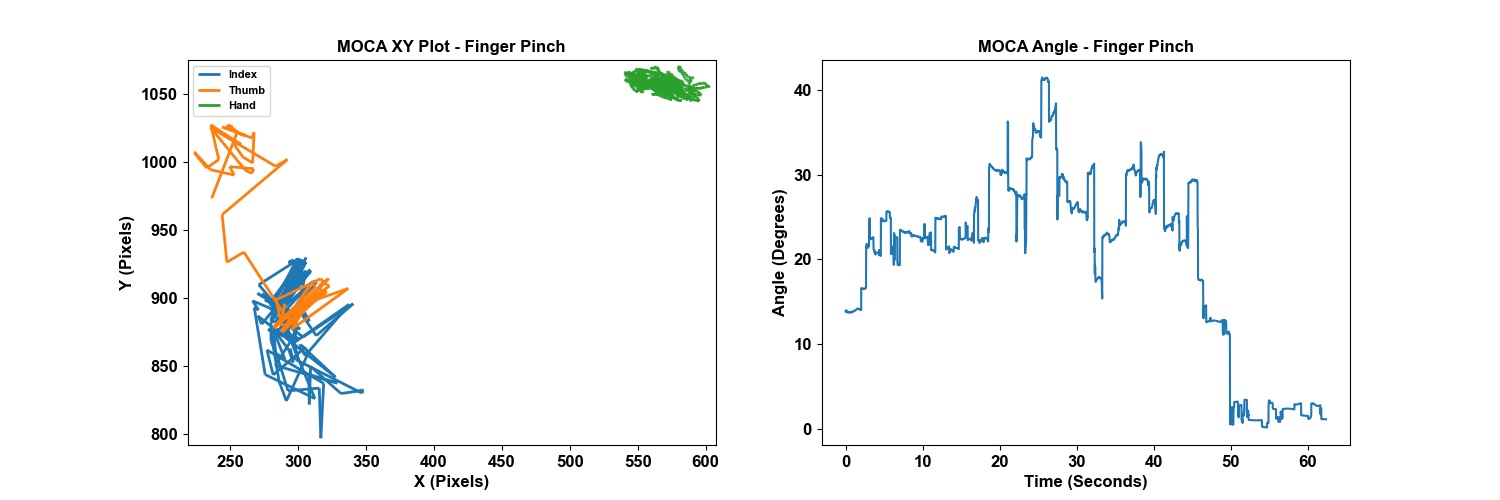 MOCA XY Plot - Finger Pinch
Index
Thumb
Hand
1050
1000
950
900
850
800
Y (Pixels)
250 300 350 400 450 500 550 600
X (Pixels)
MOCA Angle - Finger Pinch
40
30
20
10
0
Angle (Degrees)
0 10 20 30 40 50 60
Time (Seconds)